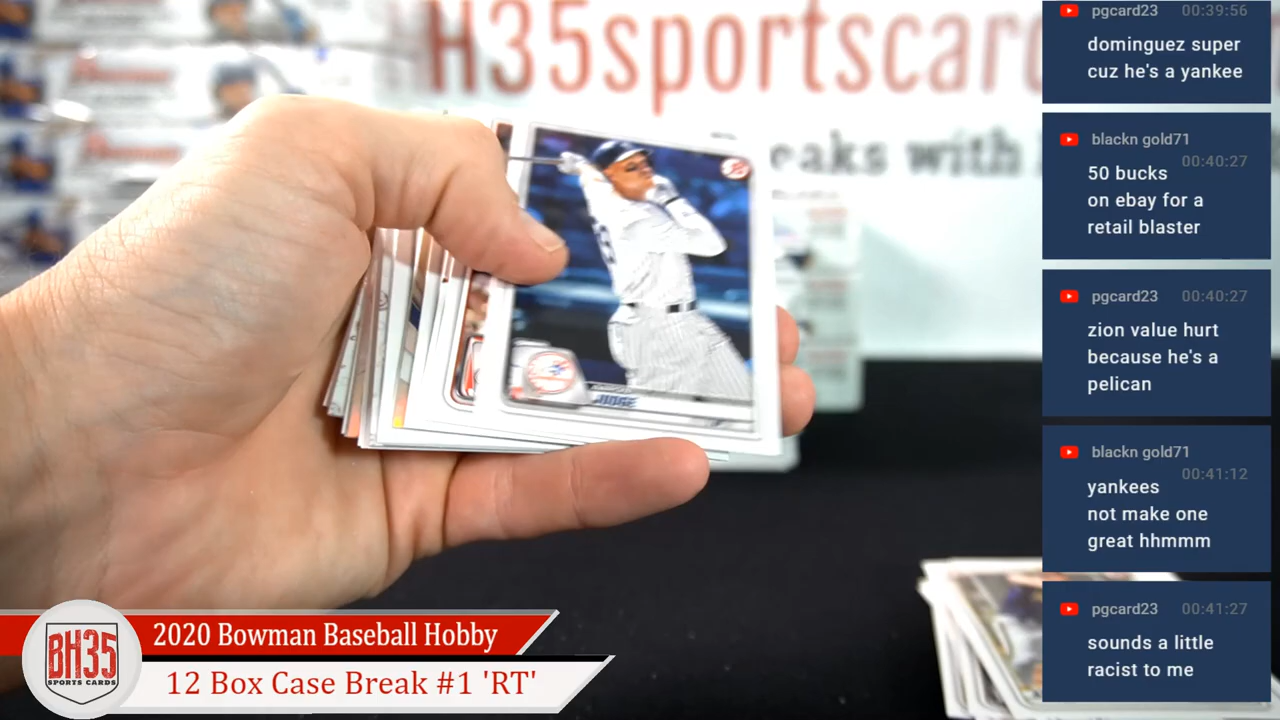 H35sportscar
eaks with
JUDGE
pgcard23 00:39:56
dominguez super
cuz he's a yankee
blackn gold71
00:40:27
50 bucks
on ebay for a
retail blaster
pgcard23 00:40:27
zion value hurt
because he's a
pelican
blackn gold71
00:41:12
yankees
not make one
great hhmmm
pgcard23 00:41:27
sounds a little
racist to me
BH35
SPORTS CARDS
2020 Bowman Baseball Hobby
12 Box Case Break #1 'RT'